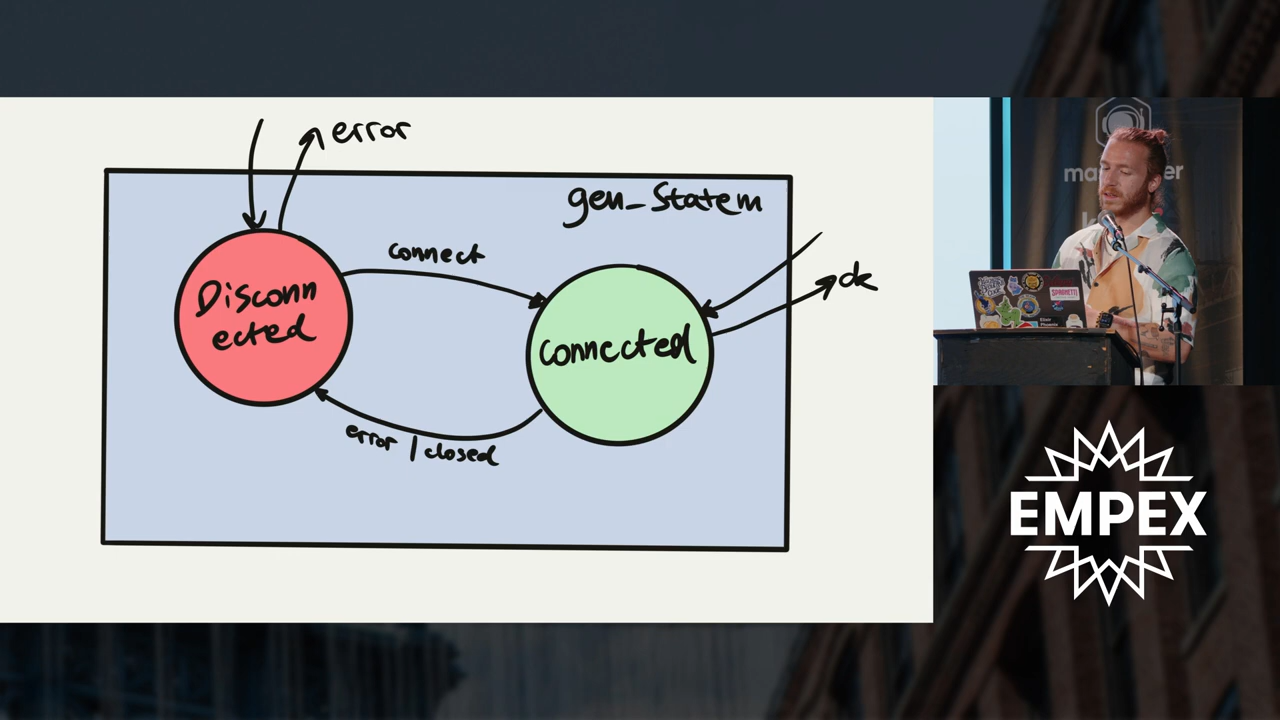 error
gen_statem
connect
Disconn
ected
connected
ok
error | closed
EMPEX